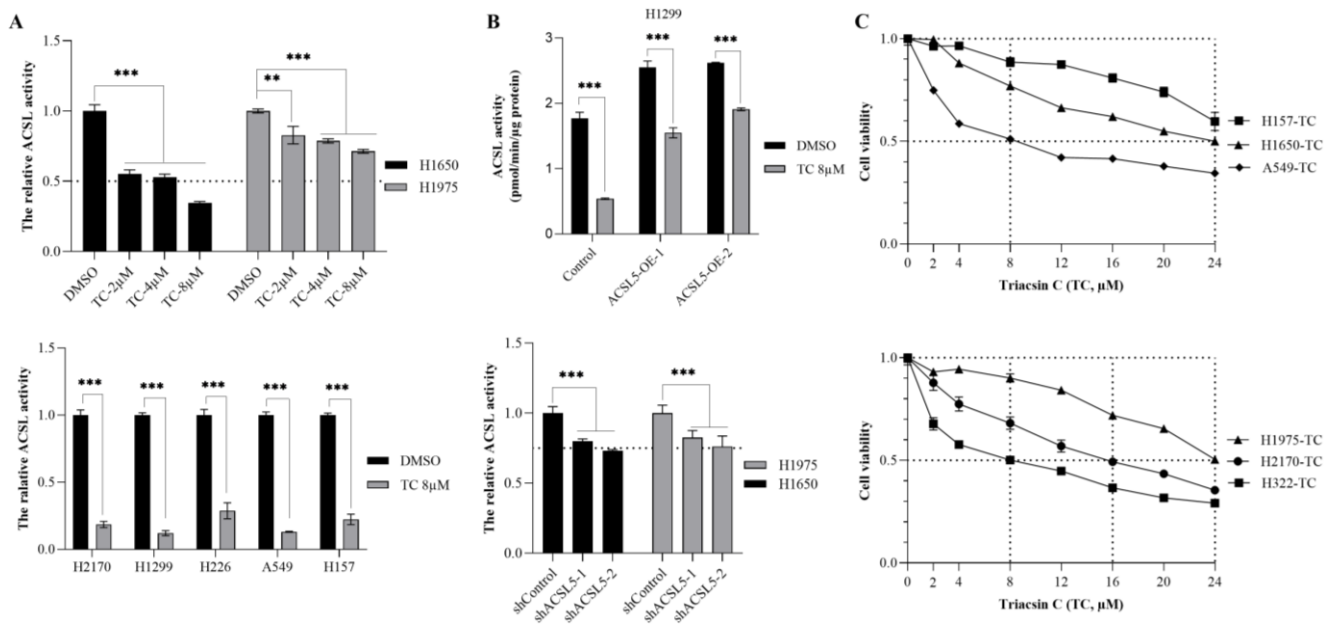 A
1.5
1.0
0.5
0.0
The relative ACSL activity
***
**
***
DMSO
TC-2µM
TC-4µM
TC-8µM
DMSO
TC-2µM
TC-4µM
TC-8µM
H1650
H1975
B
H1299
3
2
1
0
ACSL activity
(pmol/min/µg protein)
***
***
***
Control
ACSL5-OE-1
ACSL5-OE-2
DMSO
TC 8µM
C
1.0
0.5
0.0
Cell viability
0 2 4 8 12 16 20 24
Triacsin C (TC, µM)
H157-TC
H1650-TC
A549-TC
1.5
1.0
0.5
0.0
The ralative ACSL activity
***
***
***
***
***
H2170 H1299 H226 A549 H157
DMSO
TC 8µM
1.5
1.0
0.5
0.0
The relative ACSL activity
***
***
shControl
shACSL5-1
shACSL5-2
shControl
shACSL5-1
shACSL5-2
H1975
H1650
1.0
0.5
0.0
Cell viability
0 2 4 8 12 16 20 24
Triacsin C (TC, µM)
H1975-TC
H2170-TC
H322-TC